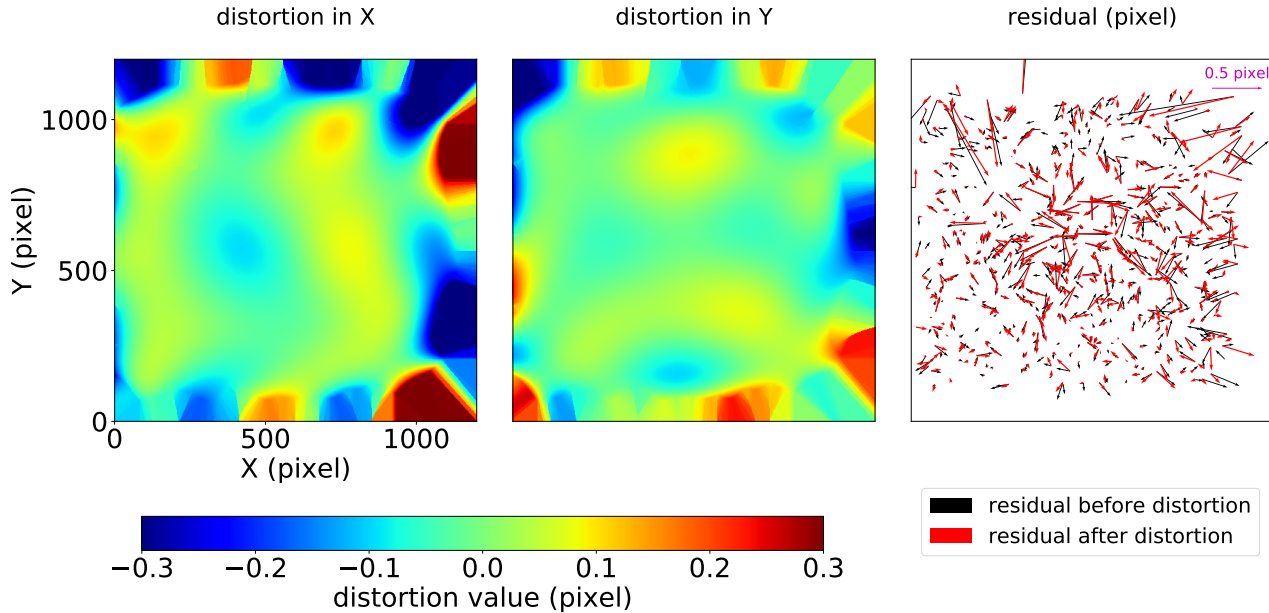 distortion in X
distortion in Y
residual (pixel)
0.5 pixel
1000
500
0
Y (pixel)
0 500 1000
X (pixel)
residual before distortion
residual after distortion
−0.3 −0.2 −0.1 0.0 0.1 0.2 0.3
distortion value (pixel)